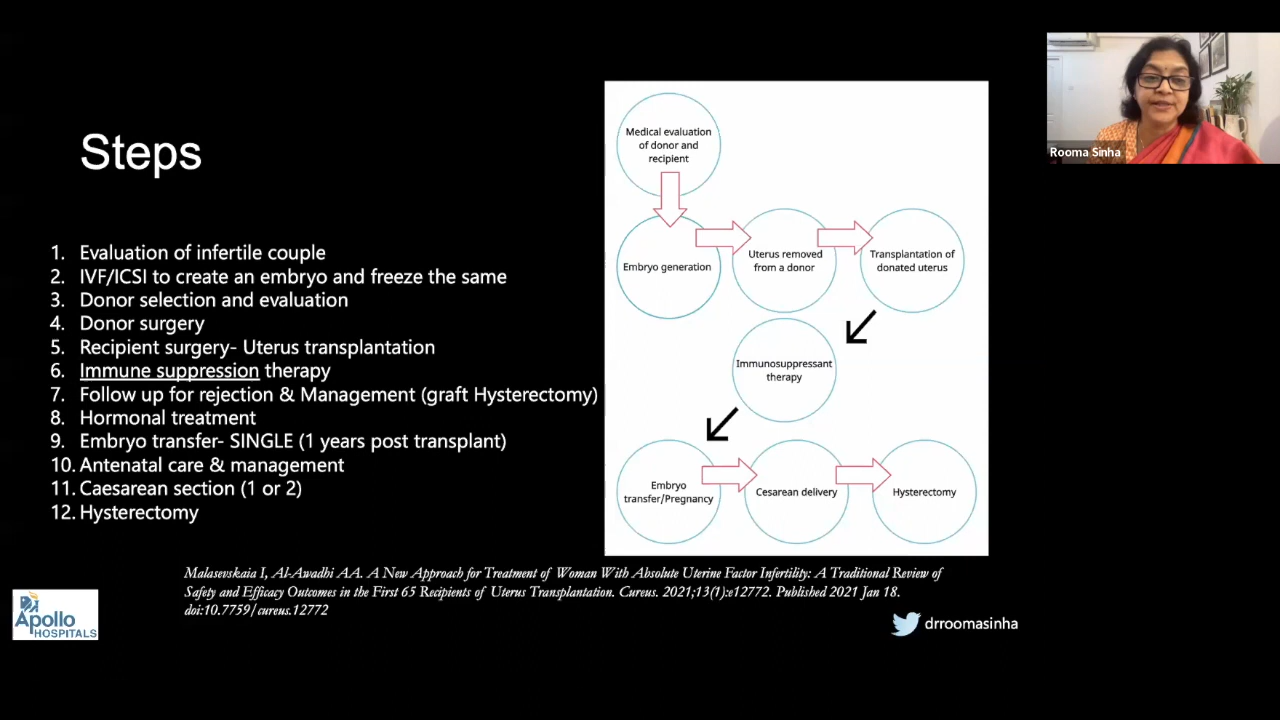 Steps
1. Evaluation of infertile couple
2. IVF/ICSI to create an embryo and freeze the same
3. Donor selection and evaluation
4. Donor surgery
5. Recipient surgery- Uterus transplantation
6. Immune suppression therapy
7. Follow up for rejection & Management (graft Hysterectomy)
8. Hormonal treatment
9. Embryo transfer- SINGLE (1 years post transplant)
10. Antenatal care & management
11. Caesarean section (1 or 2)
12. Hysterectomy
Medical evaluation
of donor and
recipient
Embryo generation
Uterus removed
from a donor
Transplantation of
donated uterus
Immunosuppressant
therapy
Embryo
transfer/Pregnancy
Cesarean delivery
Hysterectomy
Rooma Sinha
Malasevskaia I, Al-Awadhi AA. A New Approach for Treatment of Woman With Absolute Uterine Factor Infertility: A Traditional Review of
Safety and Efficacy Outcomes in the First 65 Recipients of Uterus Transplantation. Cureus. 2021;13(1):e12772. Published 2021 Jan 18.
doi:10.7759/cureus.12772
Apollo
HOSPITALS
drroomasinha